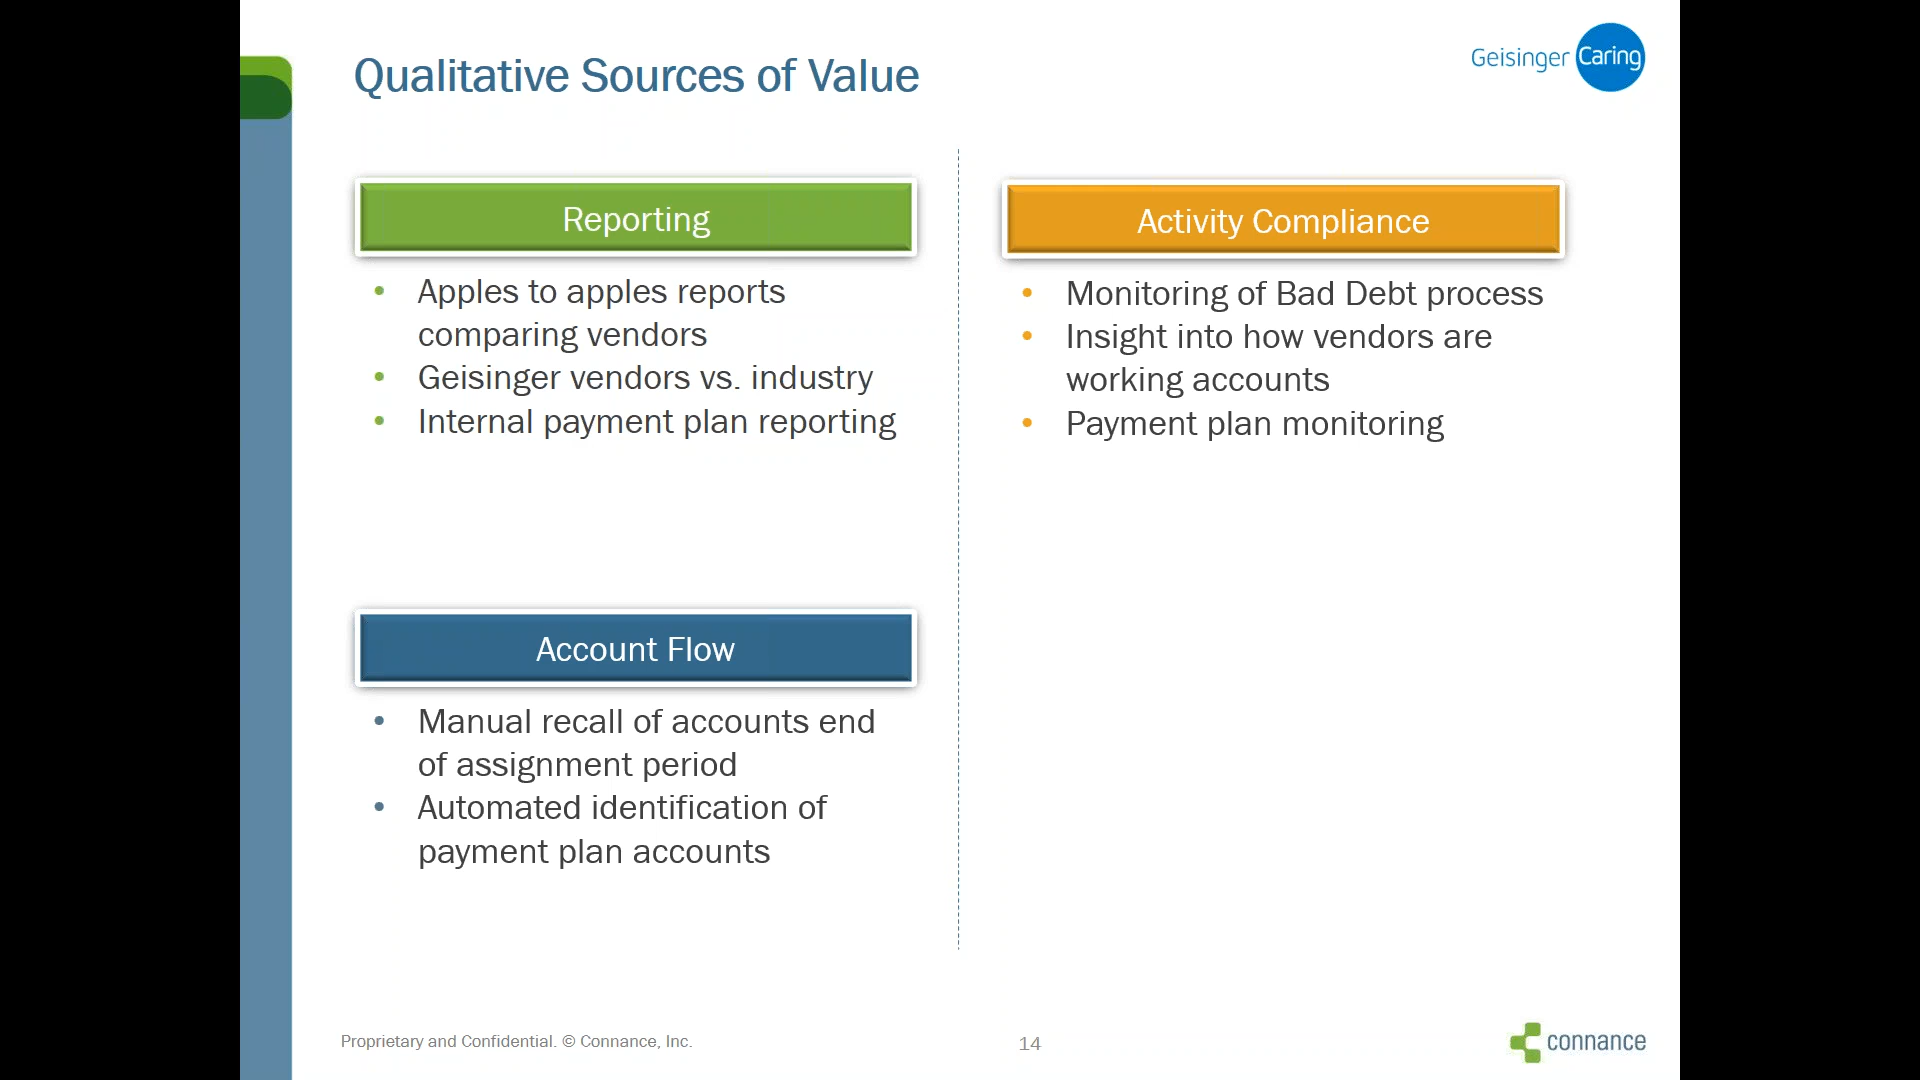 Qualitative Sources of Value
Geisinger Caring
Reporting
• Apples to apples reports
comparing vendors
• Geisinger vendors vs. industry
• Internal payment plan reporting
Account Flow
• Manual recall of accounts end
of assignment period
• Automated identification of
payment plan accounts
Activity Compliance
• Monitoring of Bad Debt process
• Insight into how vendors are
working accounts
• Payment plan monitoring
Proprietary and Confidential. © Connance, Inc.
14
connance